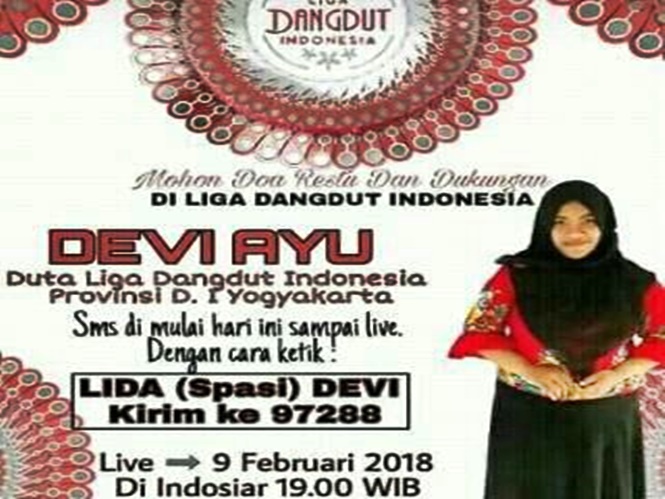 LIGA
DANGDUT
INDONESIA
Mohon Doa Restu Dan Dukungan
DI LIGA DANGDUT INDONESIA
DEVI AYU
Duta Liga Dangdut Indonesia
Provinsi D. I Yogyakarta
Sms di mulai hari ini sampai live.
Dengan cara ketik :
LIDA (Spasi) DEVI
Kirim ke 97288
Live → 9 Februari 2018
Di Indosiar 19.00 WIB